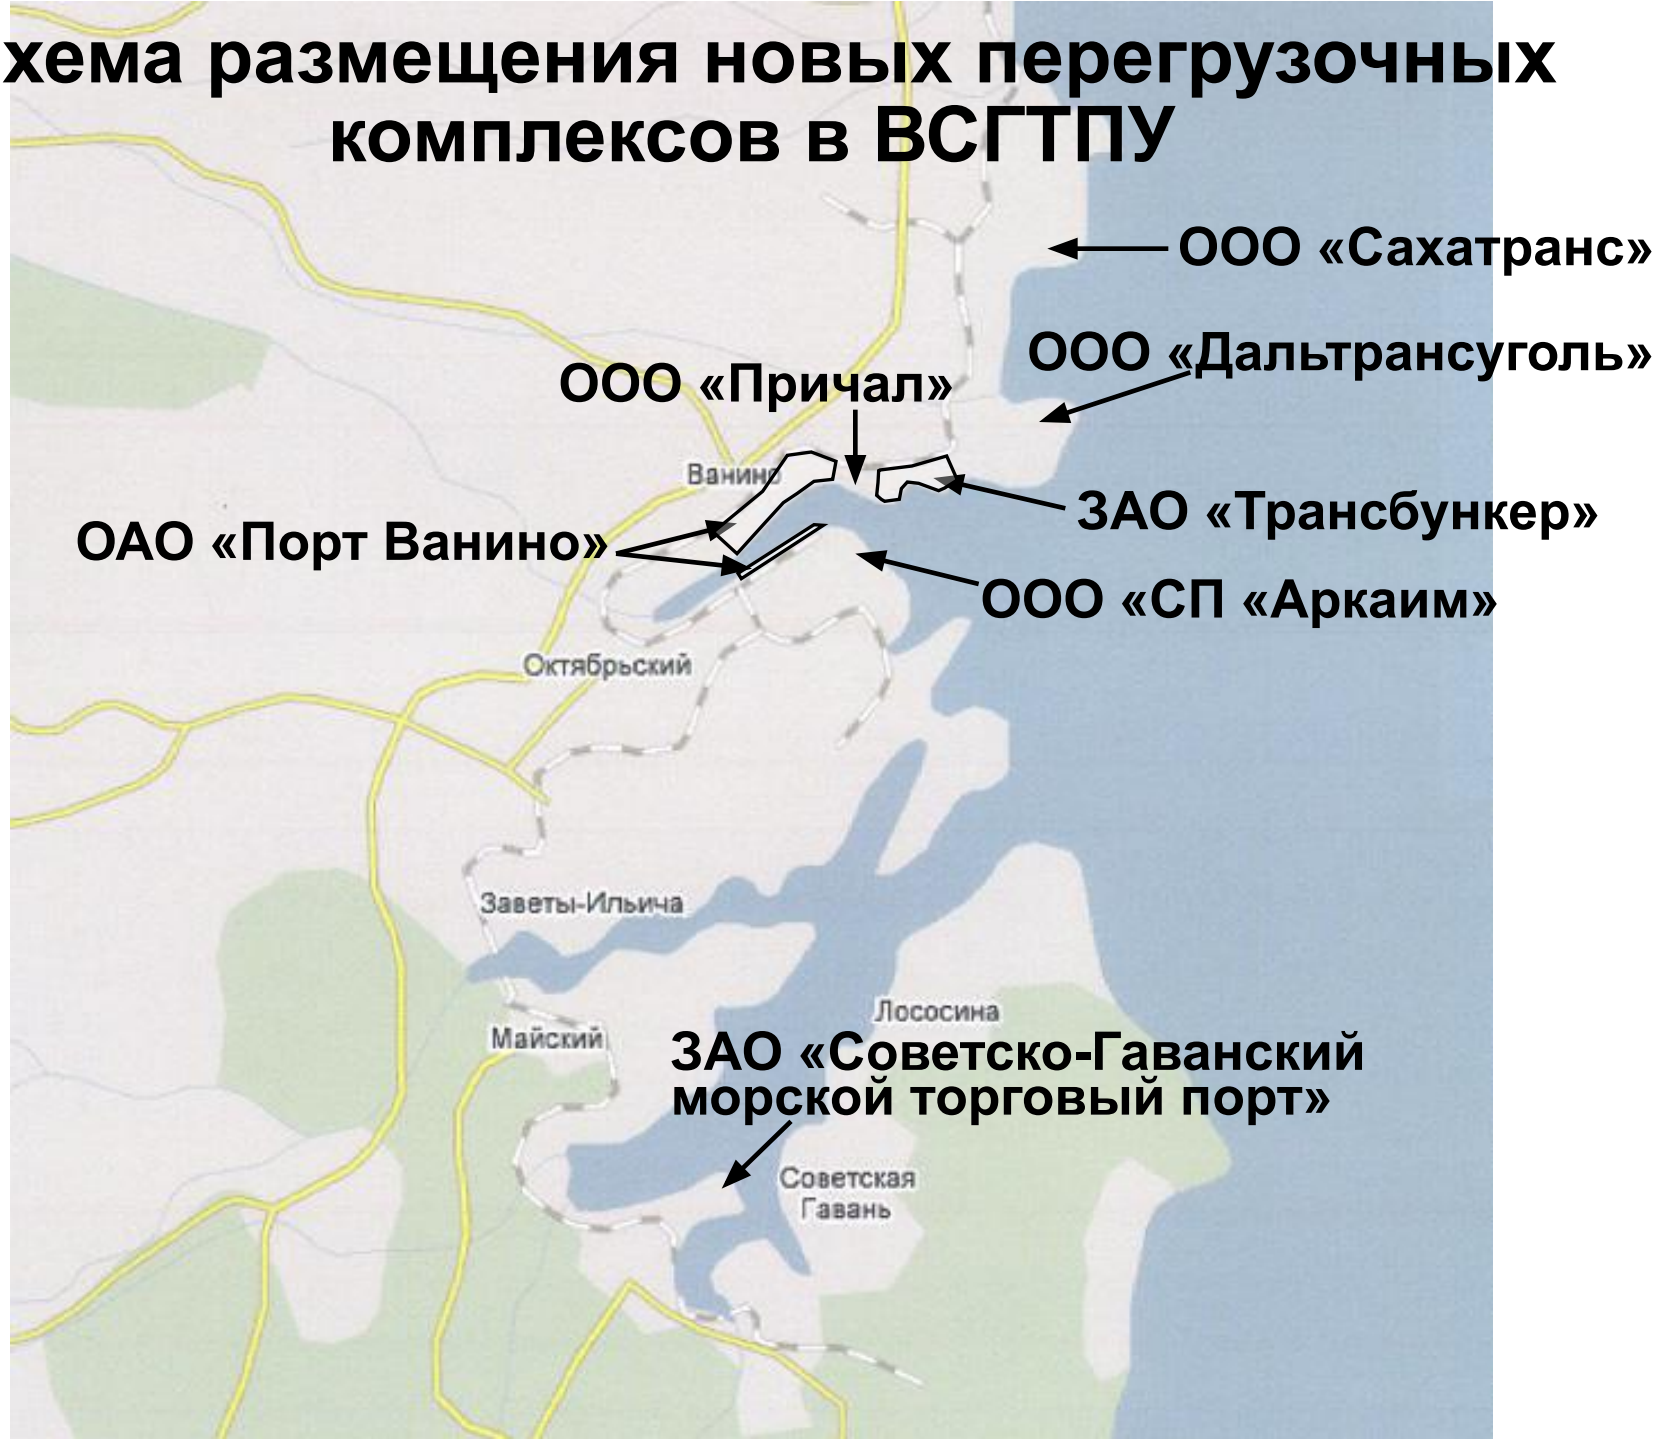 хема размещения новых перегрузочных
комплексов в ВСГТПУ
ООО «Сахатранс»
ООО «Дальтрансуголь»
ООО «Причал»
Ванино
ЗАО «Трансбункер»
ОАО «Порт Ванино»
ООО «СП «Аркаим»
Октябрьский
Заветы-Ильича
Лососина
Майский
ЗАО «Советско-Гаванский
морской торговый порт»
Советская
Гавань